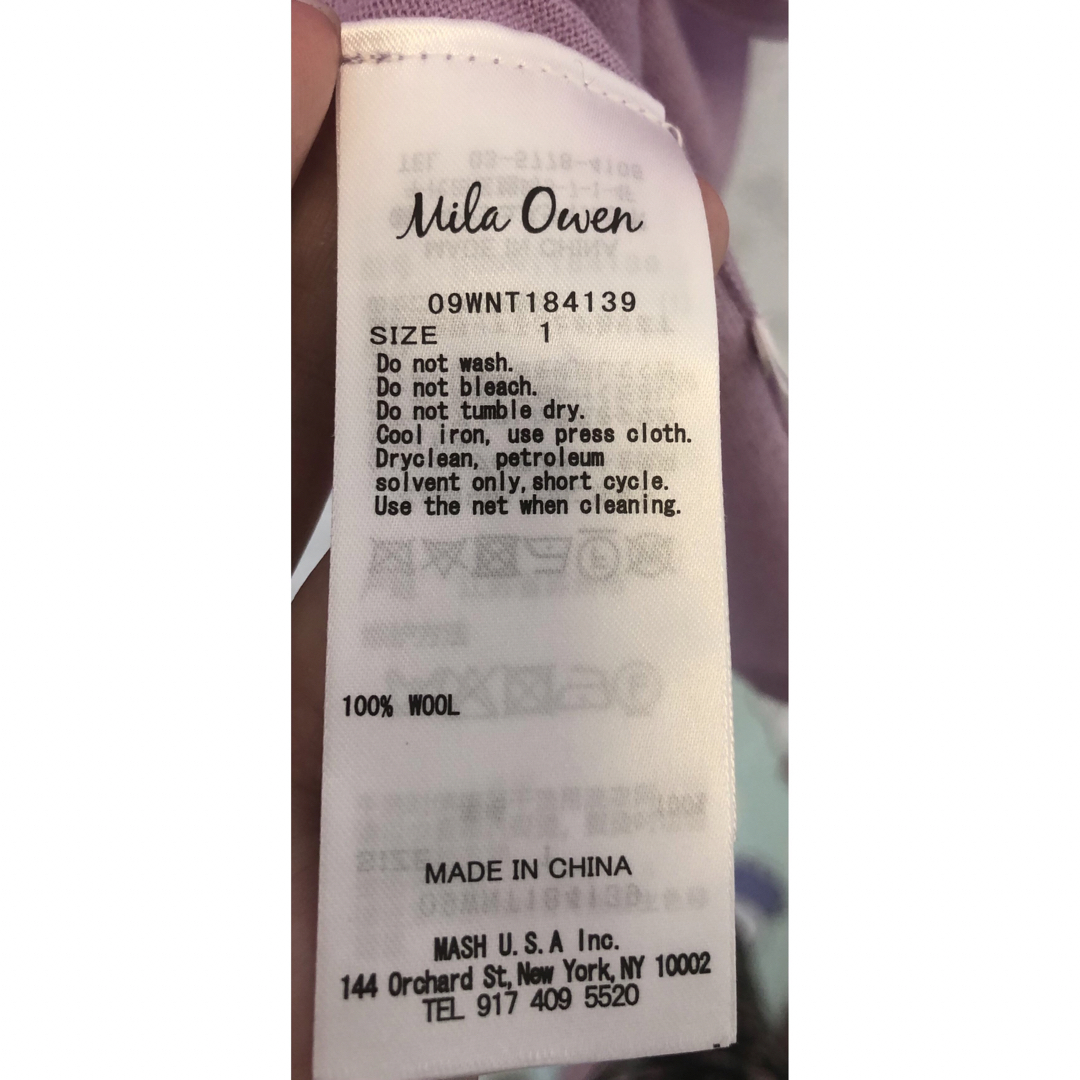 Mila Owen
09WNT184139
SIZE 1
Do not wash.
Do not bleach.
Do not tumble dry.
Cool iron, use press cloth.
Dryclean, petroleum
solvent only, short cycle.
Use the net when cleaning.
100% WOOL
MADE IN CHINA
MASH U.S.A Inc.
144 Orchard St, New York, NY 10002
TEL 917 409 5520